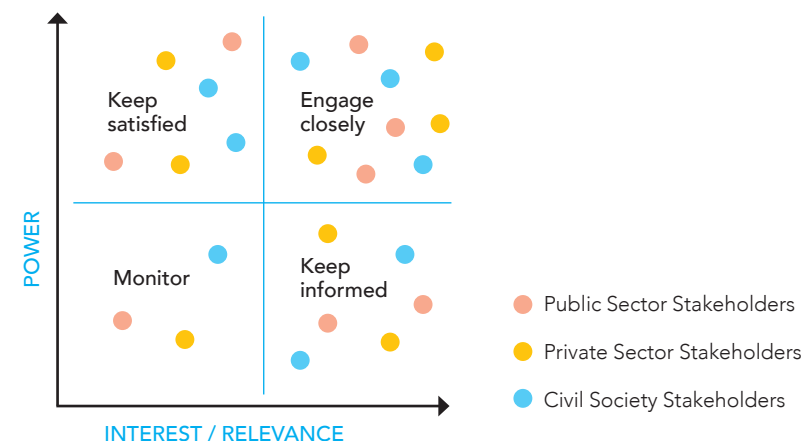 Keep
satisfied
Engage
closely
POWER
Monitor
Keep
informed
Public Sector Stakeholders
Private Sector Stakeholders
Civil Society Stakeholders
INTEREST / RELEVANCE